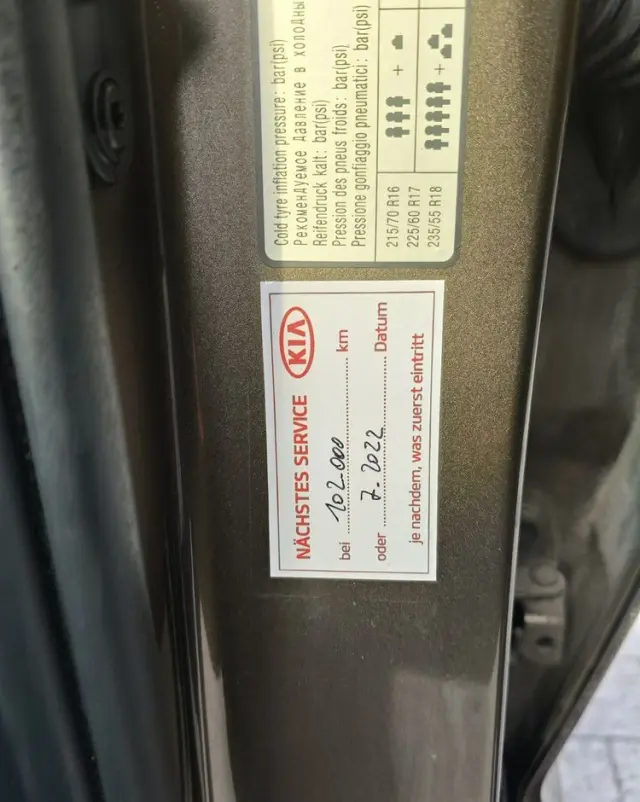 Cold tyre inflation pressure: bar(psi)
Рекомендуемое давление в холодны
Reifendruck kalt: bar(psi)
Pression des pneus froids: bar(psi)
Pressione gonfiaggio pneumatici: bar(psi)
+ +
215/70 R16
225/60 R17
235/55 R18
NÄCHSTES SERVICE KIA
bei 102.000 km
oder 7.2022 Datum
je nachdem, was zuerst eintritt